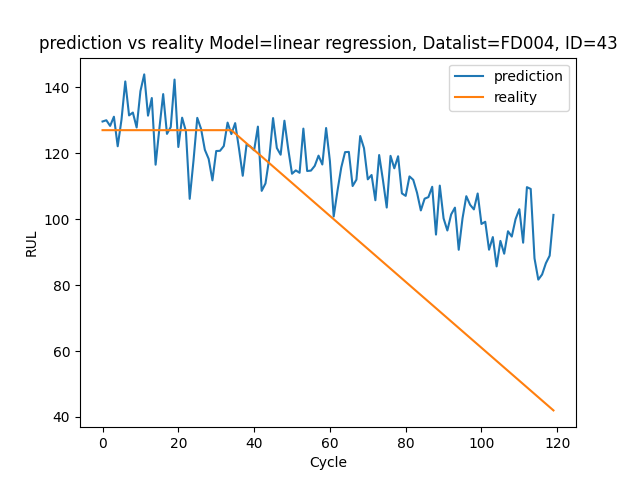 prediction vs reality Model=linear regression, Datalist=FD004, ID=43
prediction
reality
RUL
140
120
100
80
60
40
0 20 40 60 80 100 120
Cycle